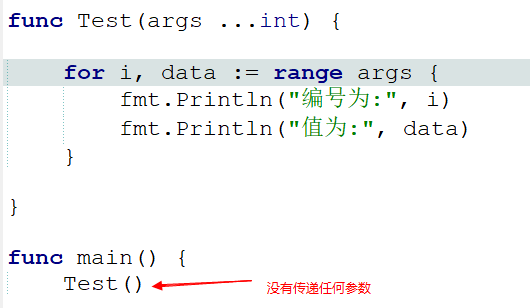 func Test(args ...int) {
for i, data := range args {
fmt.Println("编号为:", i)
fmt.Println("值为:", data)
}
}
func main() {
Test() 没有传递任何参数